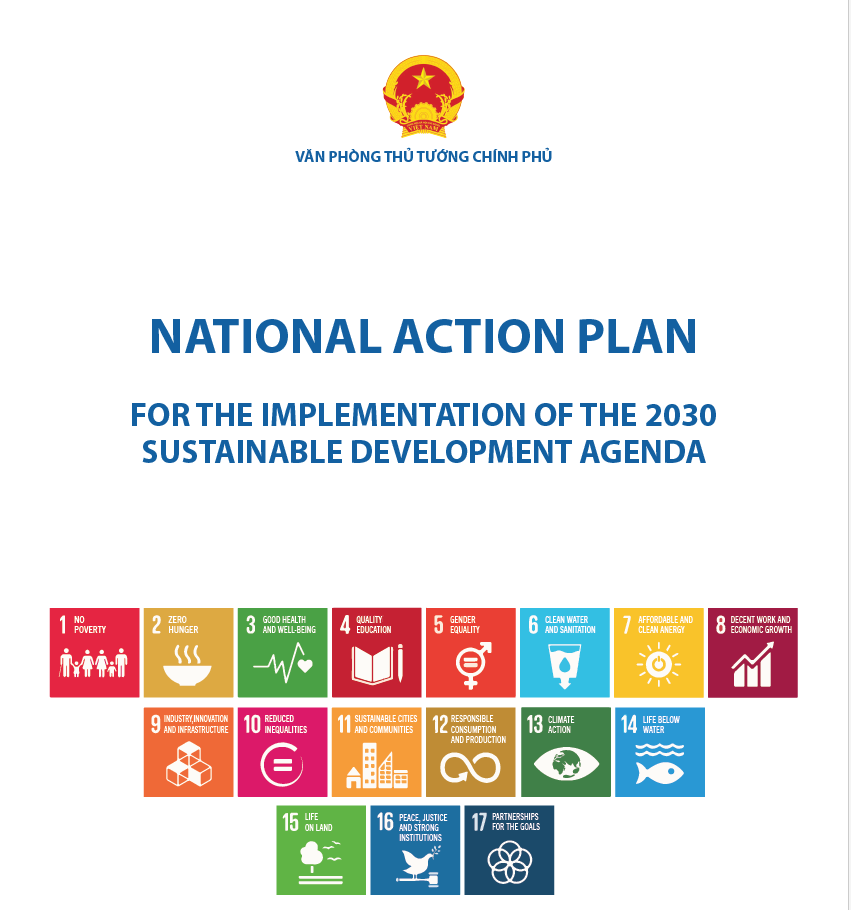 VIỆT NAM
VĂN PHÒNG THỦ TƯỚNG CHÍNH PHỦ
NATIONAL ACTION PLAN
FOR THE IMPLEMENTATION OF THE 2030
SUSTAINABLE DEVELOPMENT AGENDA
1 NO
POVERTY
2 ZERO
HUNGER
3 GOOD HEALTH
AND WELL-BEING
4 QUALITY
EDUCATION
5 GENDER
EQUALITY
6 CLEAN WATER
AND SANITATION
7 AFFORDABLE AND
CLEAN ANERGY
8 DECENT WORK AND
ECONOMIC GROWTH
9 INDUSTRY,INNOVATION
AND INFRASTRUCTURE
10 REDUCED
INEQUALITIES
11 SUSTAINABLE CITIES
AND COMMUNITIES
12 RESPONSIBLE
CONSUMPTION
AND PRODUCTION
13 CLIMATE
ACTION
14 LIFE BELOW
WATER
15 LIFE
ON LAND
16 PEACE, JUSTICE
AND STRONG
INSTITUTIONS
17 PARTNERSHIPS
FOR THE GOALS